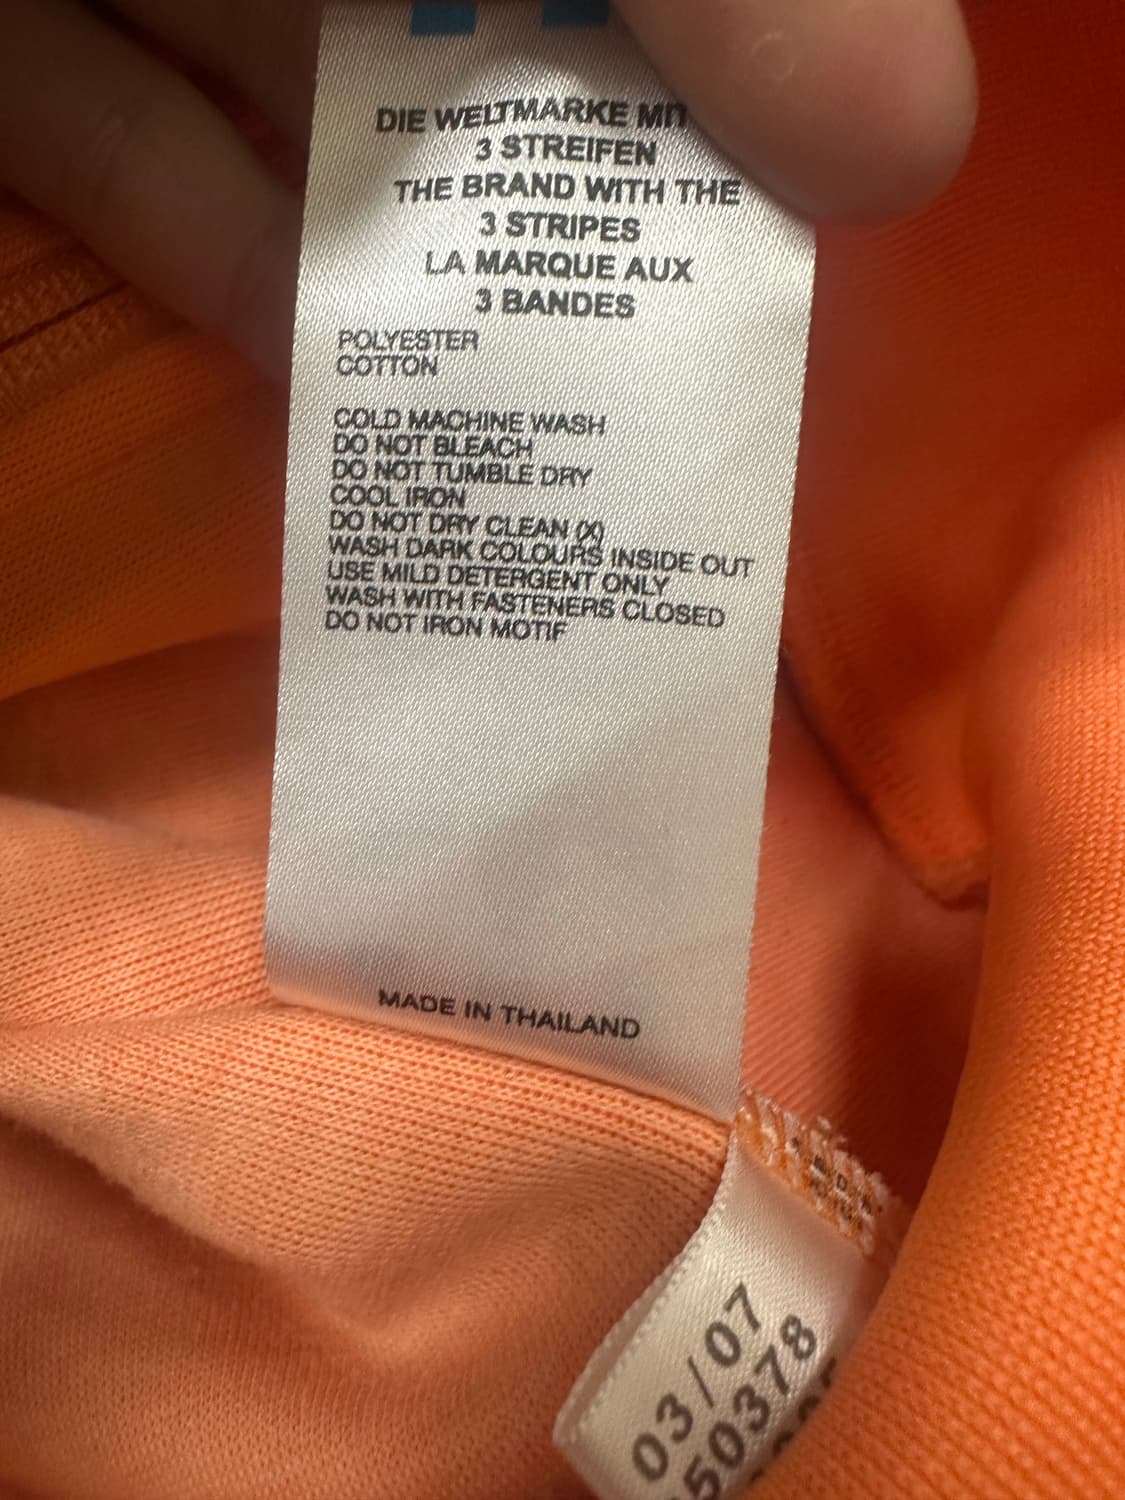 DIE WELTMARKE MIT
3 STREIFEN
THE BRAND WITH THE
3 STRIPES
LA MARQUE AUX
3 BANDES
POLYESTER
COTTON
COLD MACHINE WASH
DO NOT BLEACH
DO NOT TUMBLE DRY
COOL IRON
DO NOT DRY CLEAN (X)
WASH DARK COLOURS INSIDE OUT
USE MILD DETERGENT ONLY
WASH WITH FASTENERS CLOSED
DO NOT IRON MOTIF
MADE IN THAILAND
03/07
50378